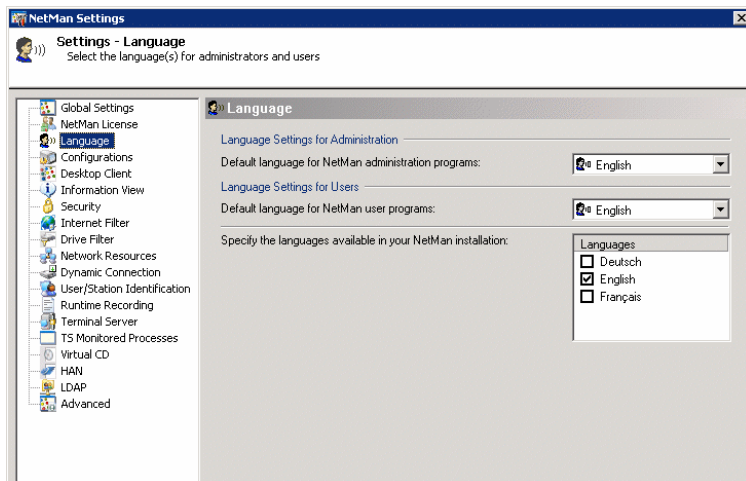 NetMan Settings
Settings - Language
Select the language(s) for administrators and users
Global Settings
NetMan License
Language
Configurations
Desktop Client
Information View
Security
Internet Filter
Drive Filter
Network Resources
Dynamic Connection
User/Station Identification
Runtime Recording
Terminal Server
TS Monitored Processes
Virtual CD
HAN
LDAP
Advanced
Language
Language Settings for Administration
Default language for NetMan administration programs: English
Language Settings for Users
Default language for NetMan user programs: English
Specify the languages available in your NetMan installation:
Languages
Deutsch
English
Français